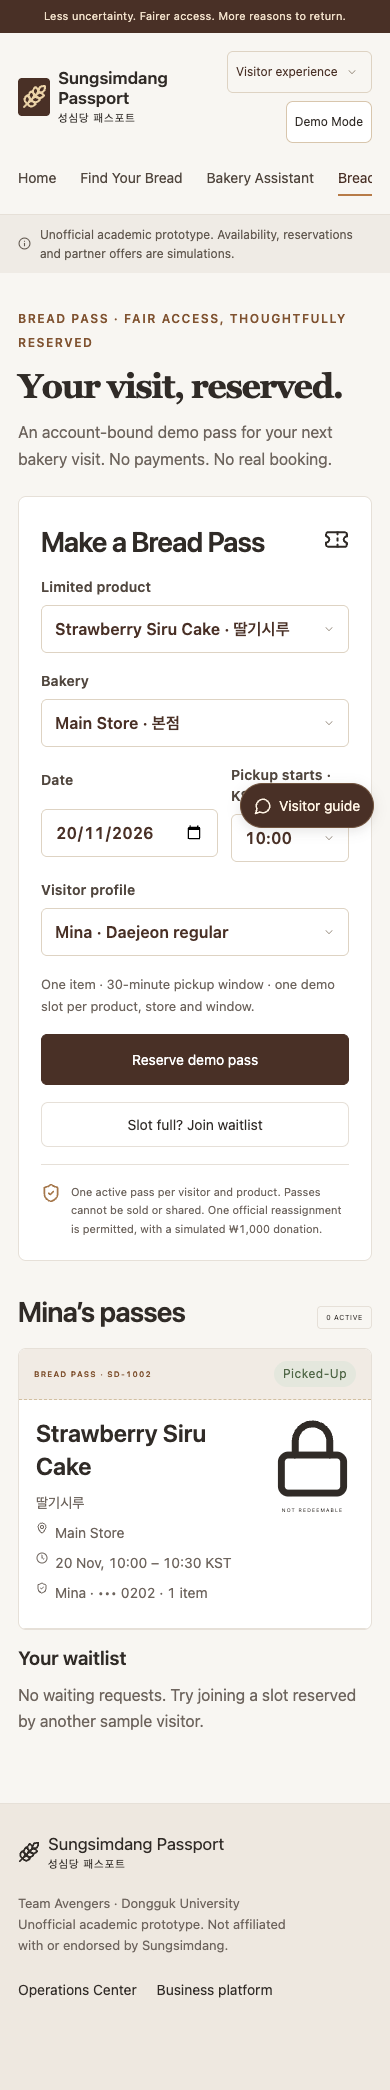 Less uncertainty. Fairer access. More reasons to return.
Sungsimdang
Passport
성심당 패스포트
Visitor experience
Demo Mode
Home Find Your Bread Bakery Assistant
Unofficial academic prototype. Availability, reservations
and partner offers are simulations.
BREAD PASS · FAIR ACCESS, THOUGHTFULLY
RESERVED
Your visit, reserved.
An account-bound demo pass for your next
bakery visit. No payments. No real booking.
Make a Bread Pass
Limited product
Strawberry Siru Cake · 딸기시루
Bakery
Main Store · 본점
Date
Pickup starts ·
20/11/2026
Visitor guide
10:00
Visitor profile
Mina · Daejeon regular
One item · 30-minute pickup window · one demo
slot per product, store and window.
Reserve demo pass
Slot full? Join waitlist
One active pass per visitor and product. Passes
cannot be sold or shared. One official reassignment
is permitted, with a simulated ₩1,000 donation.
Mina's passes
0 ACTIVE
BREAD PASS · SD-1002
Picked-Up
Strawberry Siru
Cake
딸기시루
NOT REDEEMABLE
Main Store
20 Nov, 10:00 – 10:30 KST
Mina · ••• 0202 · 1 item
Your waitlist
No waiting requests. Try joining a slot reserved
by another sample visitor.
Sungsimdang Passport
성심당 패스포트
Team Avengers · Dongguk University
Unofficial academic prototype. Not affiliated
with or endorsed by Sungsimdang.
Operations Center Business platform